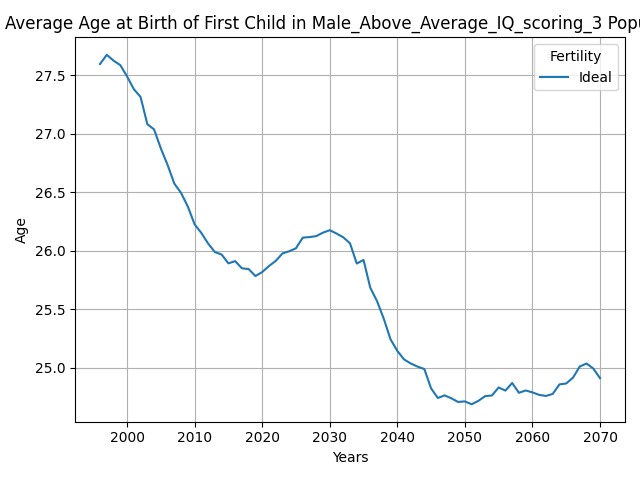 Average Age at Birth of First Child in Male_Above_Average_IQ_scoring_3
Fertility
Ideal
27.5
27.0
26.5
26.0
25.5
25.0
Age
2000 2010 2020 2030 2040 2050 2060 2070
Years